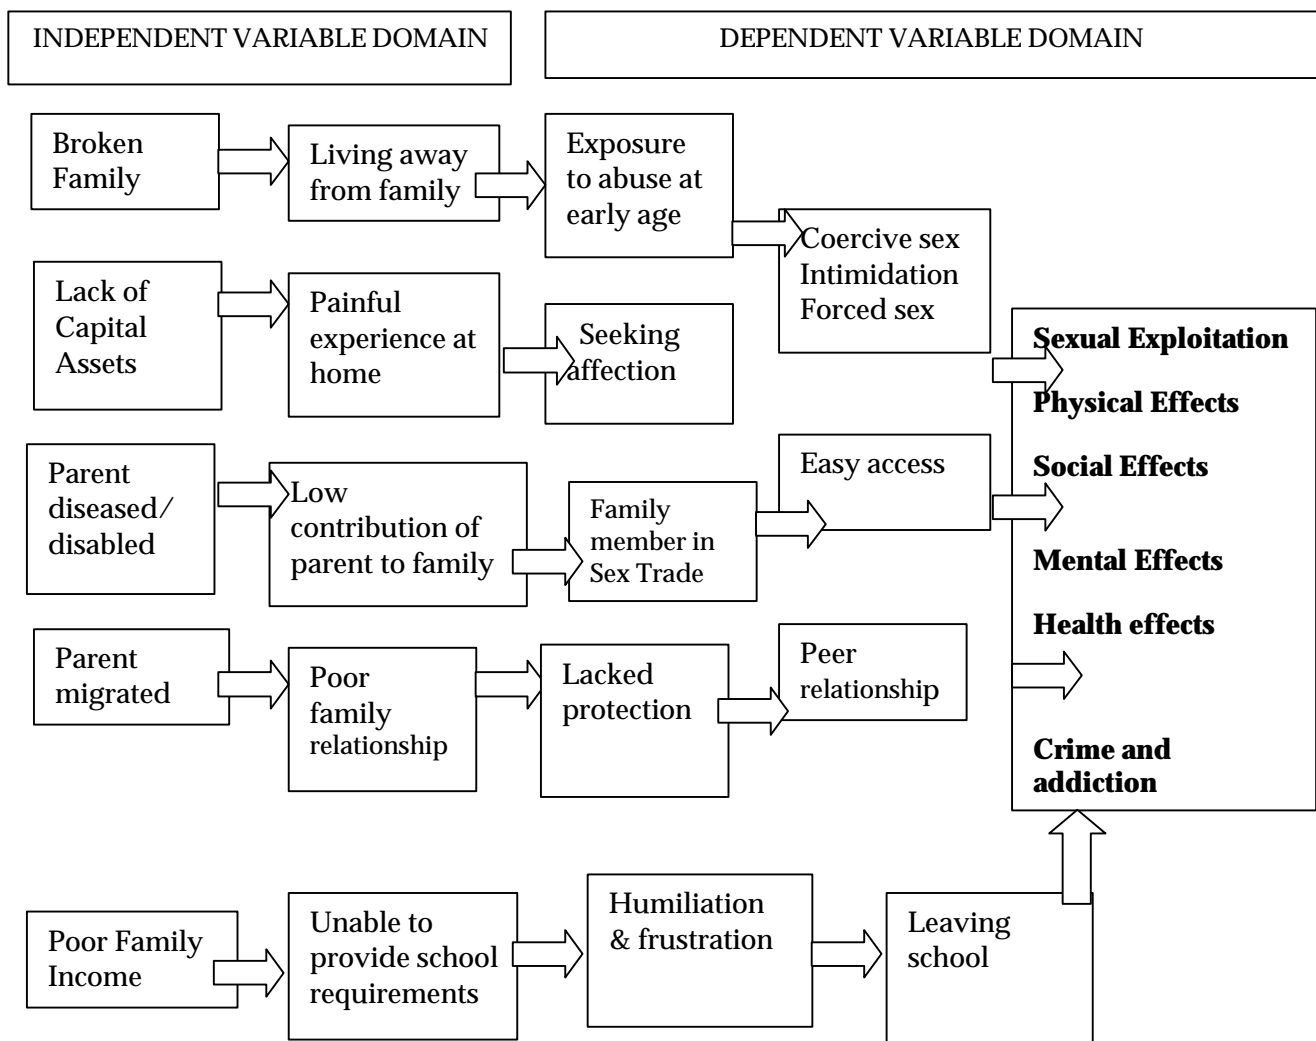 INDEPENDENT VARIABLE DOMAIN
DEPENDENT VARIABLE DOMAIN
Broken
Family
Living away
from family
Exposure
to abuse at
early age
Coercive sex
Intimidation
Forced sex
Lack of
Capital
Assets
Painful
experience at
home
Seeking
affection
Sexual Exploitation
Physical Effects
Social Effects
Mental Effects
Health effects
Crime and
addiction
Parent
diseased/
disabled
Low
contribution of
parent to family
Family
member in
Sex Trade
Easy access
Parent
migrated
Poor
family
relationship
Lacked
protection
Peer
relationship
Poor Family
Income
Unable to
provide school
requirements
Humiliation
& frustration
Leaving
school